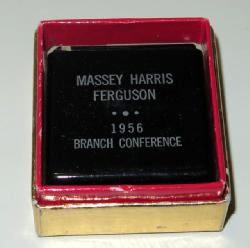 MASSEY HARRIS
FERGUSON
1956
BRANCH CONFERENCE